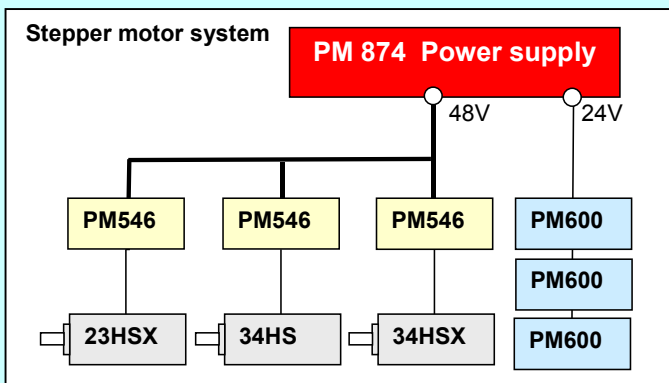 Stepper motor system
PM 874 Power supply
48V
24V
PM546
PM546
PM546
PM600
PM600
23HSX
34HS
34HSX
PM600